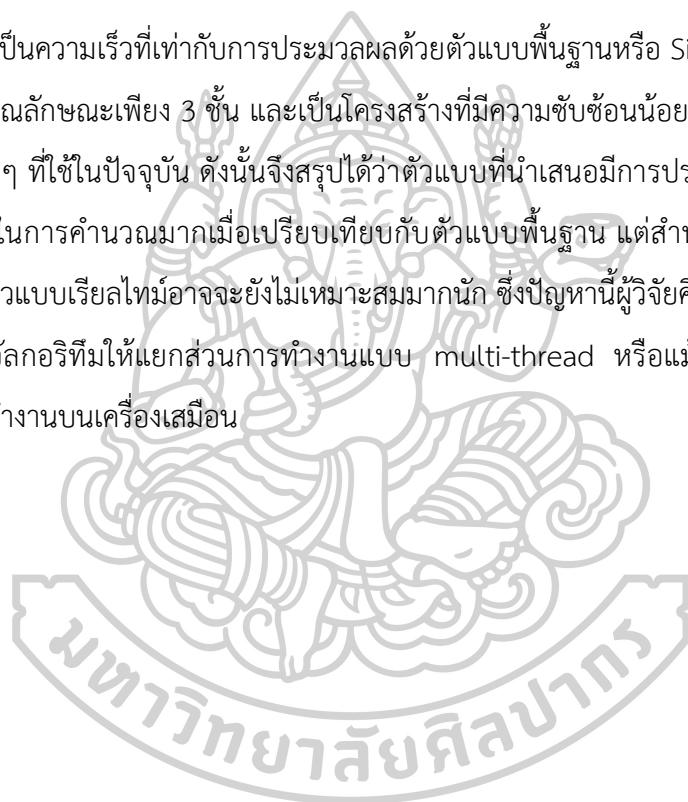 ป็นความเร็วที่เท่ากับการประมวลผลด้วยตัวแบบพื้นฐานหรือ
ณลักษณะเพียง 3 ชั้น และเป็นโครงสร้างที่มีความซับซ้อนน้อย
ๆ ที่ใช้ในปัจจุบัน ดังนั้นจึงสรุปได้ว่าตัวแบบที่นำเสนอมีการประ
ในการคำนวณมากเมื่อเปรียบเทียบกับตัวแบบพื้นฐาน แต่สำ
วแบบเรียลไทม์อาจจะยังไม่เหมาะสมมากนัก ซึ่งปัญหานี้ผู้วิจัย
ัลกอริทึมให้แยกส่วนการทำงานแบบ multi-thread หรือแม้
ำงานบนเครื่องเสมือน
มหาวิทยาลัยศิลปากร